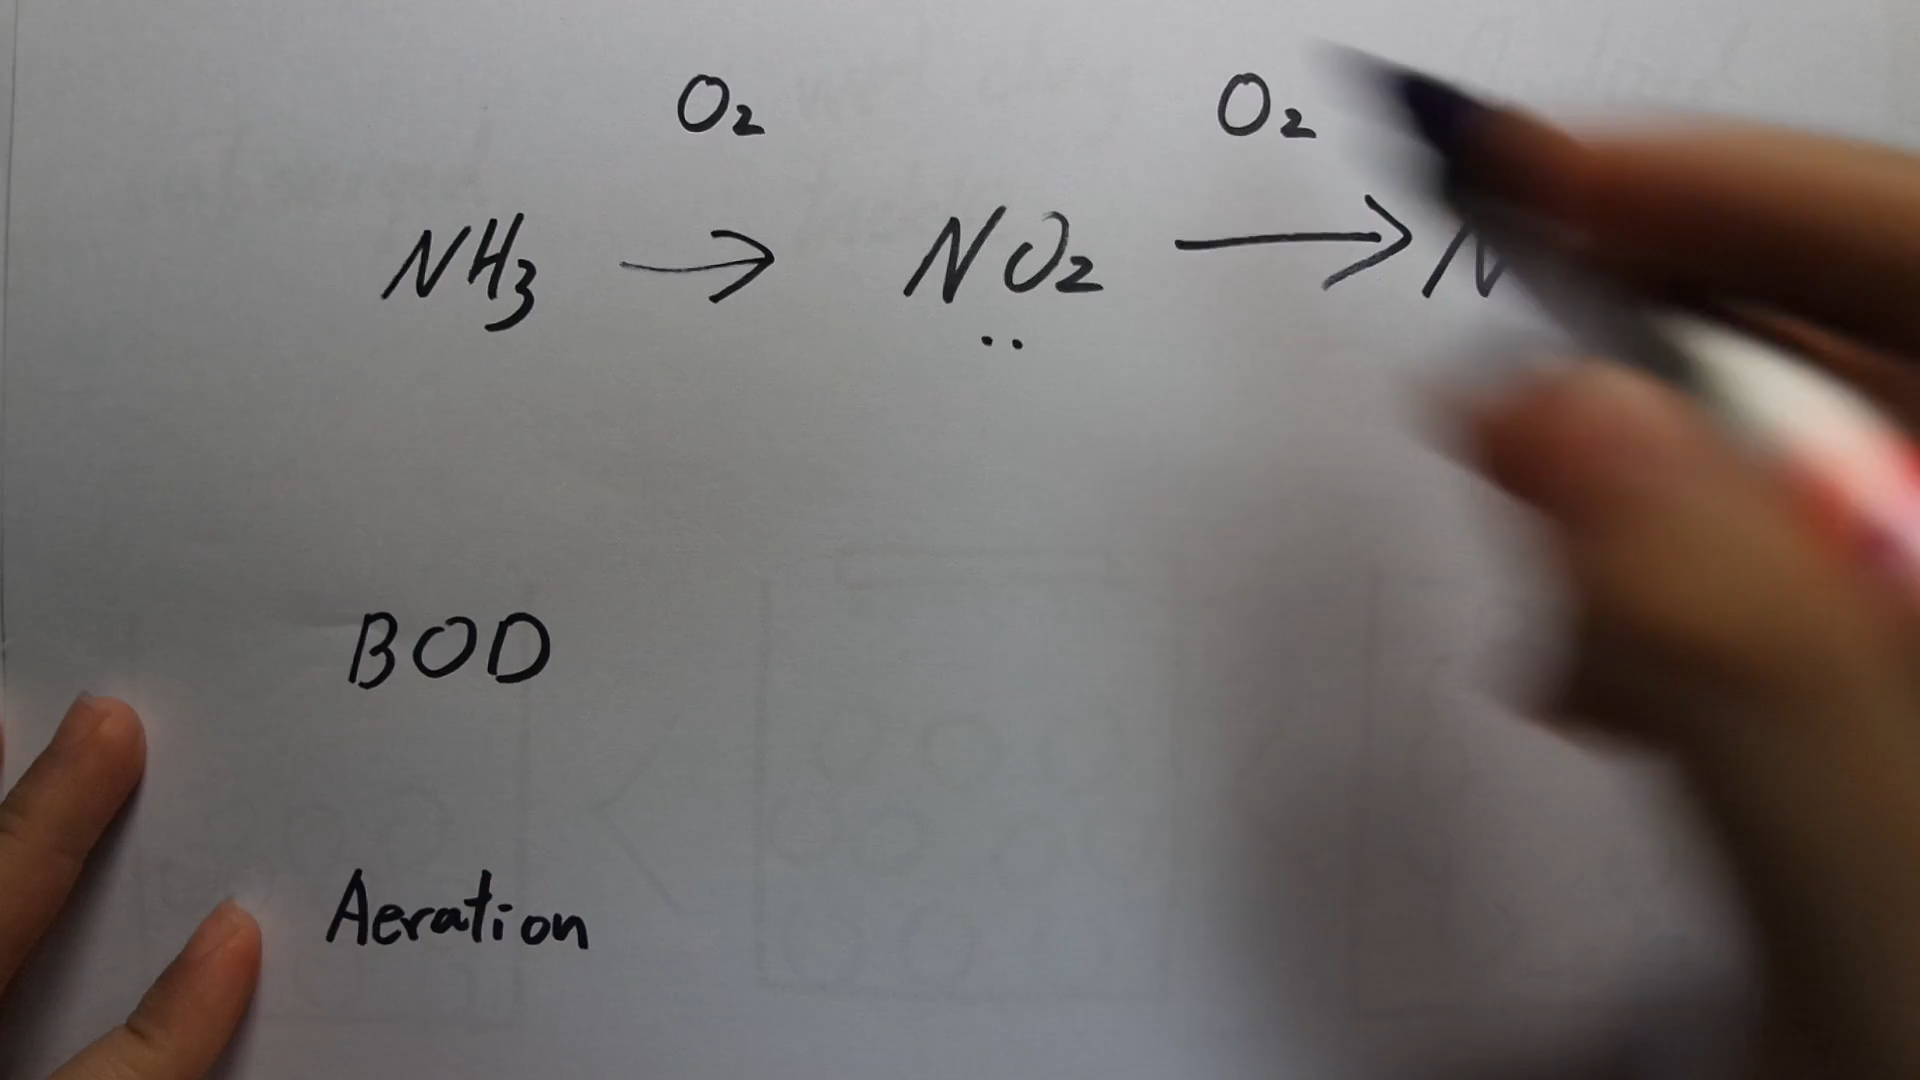 O₂ O₂
NH₃ → NO₂ → N
BOD
Aeration